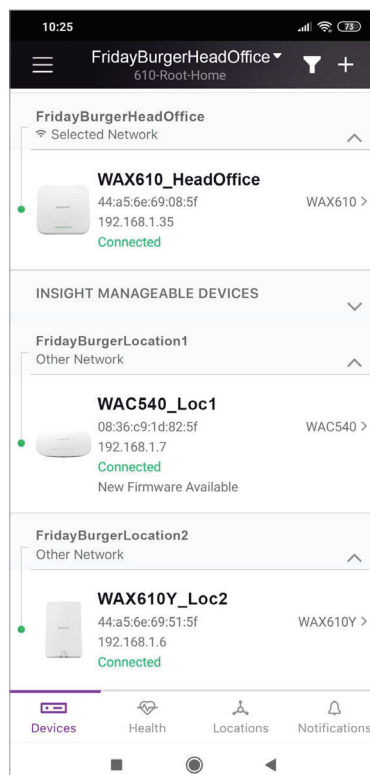 10:25
73
FridayBurgerHeadOffice
610-Root-Home
FridayBurgerHeadOffice
Selected Network
WAX610_HeadOffice
44:a5:6e:69:08:5f
WAX610 >
192.168.1.35
Connected
INSIGHT MANAGEABLE DEVICES
FridayBurgerLocation1
Other Network
WAC540_Loc1
08:36:c9:1d:82:5f
WAC540 >
192.168.1.7
Connected
New Firmware Available
FridayBurgerLocation2
Other Network
WAX610Y_Loc2
44:a5:6e:69:51:5f
WAX610Y >
192.168.1.6
Connected
Devices
Health
Locations
Notifications